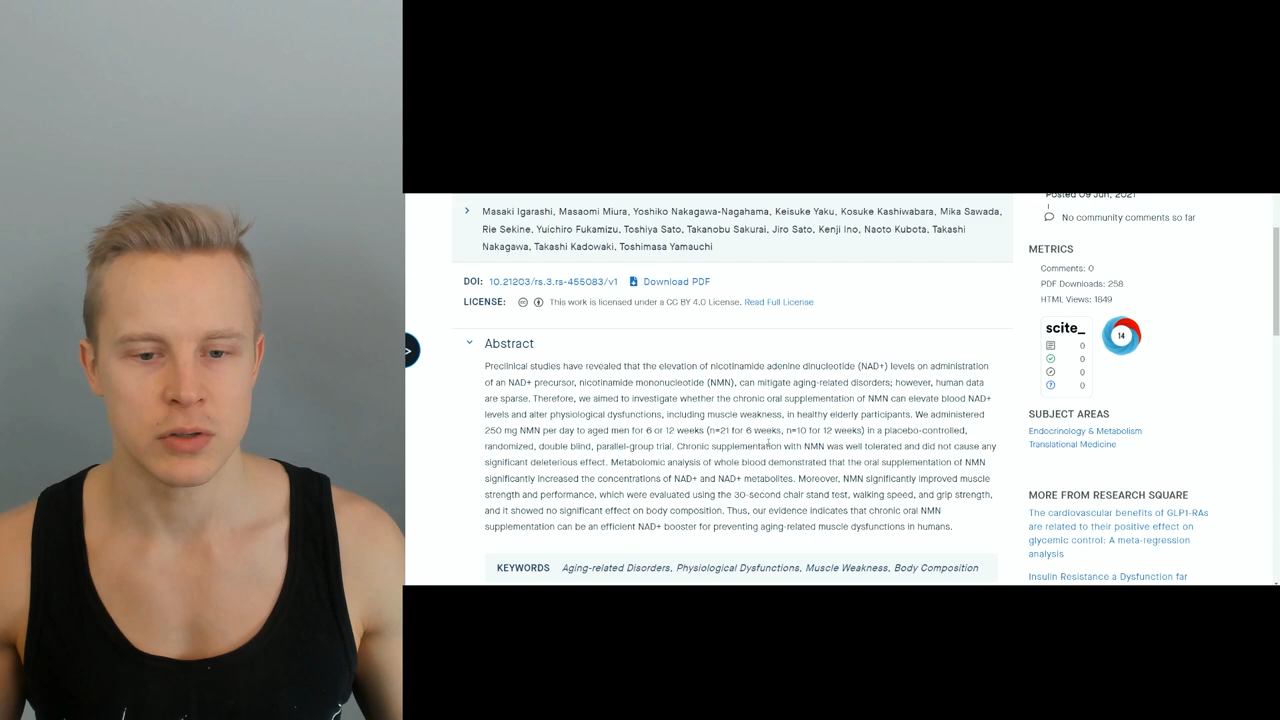 Posted 09 Jun, 2021
No community comments so far
Masaki Igarashi, Masaomi Miura, Yoshiko Nakagawa-Nagahama, Keisuke Yaku, Kosuke Kashiwabara, Mika Sawada,
Rie Sekine, Yuichiro Fukamizu, Toshiya Sato, Takanobu Sakurai, Jiro Sato, Kenji Ino, Naoto Kubota, Takashi
Nakagawa, Takashi Kadowaki, Toshimasa Yamauchi
DOI: 10.21203/rs.3.rs-455083/v1 Download PDF
LICENSE: This work is licensed under a CC BY 4.0 License. Read Full License
Abstract
Preclinical studies have revealed that the elevation of nicotinamide adenine dinucleotide (NAD+) levels on administration
of an NAD+ precursor, nicotinamide mononucleotide (NMN), can mitigate aging-related disorders; however, human data
are sparse. Therefore, we aimed to investigate whether the chronic oral supplementation of NMN can elevate blood NAD+
levels and alter physiological dysfunctions, including muscle weakness, in healthy elderly participants. We administered
250 mg NMN per day to aged men for 6 or 12 weeks (n=21 for 6 weeks, n=10 for 12 weeks) in a placebo-controlled,
randomized, double blind, parallel-group trial. Chronic supplementation with NMN was well tolerated and did not cause any
significant deleterious effect. Metabolomic analysis of whole blood demonstrated that the oral supplementation of NMN
significantly increased the concentrations of NAD+ and NAD+ metabolites. Moreover, NMN significantly improved muscle
strength and performance, which were evaluated using the 30-second chair stand test, walking speed, and grip strength,
and it showed no significant effect on body composition. Thus, our evidence indicates that chronic oral NMN
supplementation can be an efficient NAD+ booster for preventing aging-related muscle dysfunctions in humans.
KEYWORDS Aging-related Disorders, Physiological Dysfunctions, Muscle Weakness, Body Composition
METRICS
Comments: 0
PDF Downloads: 258
HTML Views: 1849
scite_
0
0
0
0
14
SUBJECT AREAS
Endocrinology & Metabolism
Translational Medicine
MORE FROM RESEARCH SQUARE
The cardiovascular benefits of GLP1-RAs
are related to their positive effect on
glycemic control: A meta-regression
analysis
Insulin Resistance a Dysfunction far